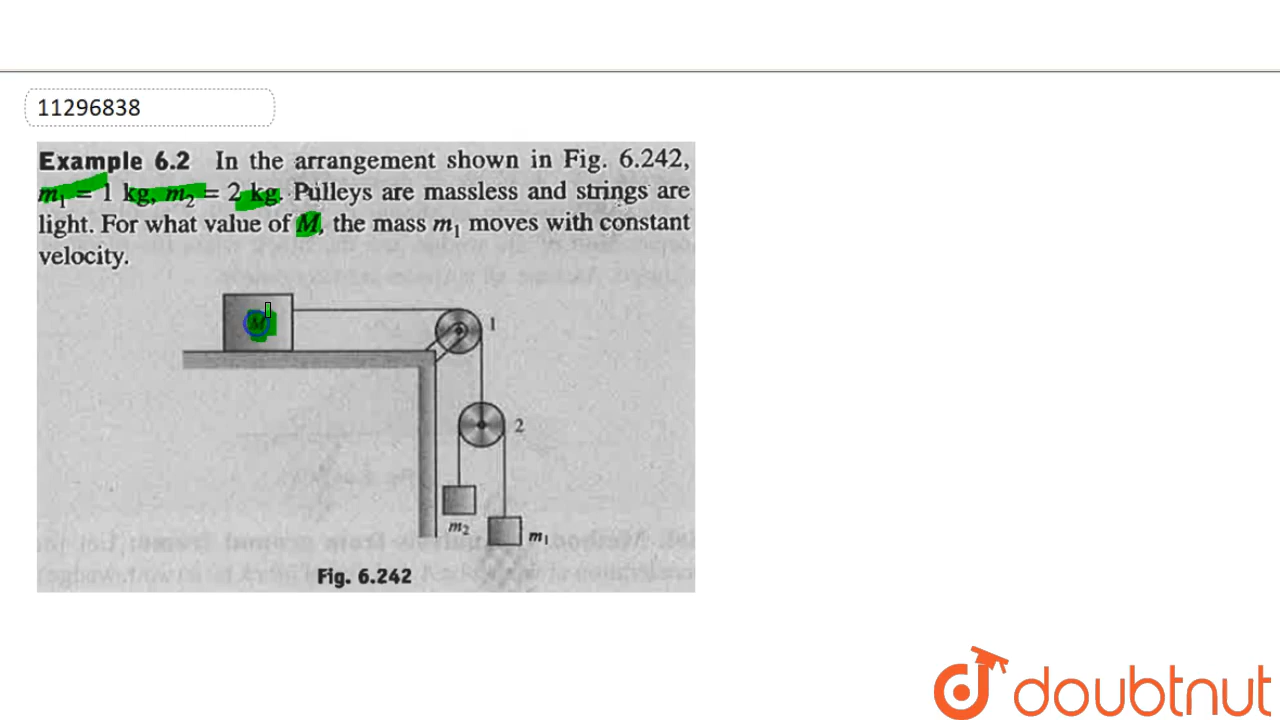 11296838
Example 6.2 In the arrangement shown in Fig. 6.242,
m₁ = 1 kg, m₂ = 2 kg. Pulleys are massless and strings are
light. For what value of M, the mass m₁ moves with constant
velocity.
M
1
2
m₂
m₁
Fig. 6.242
doubtnut